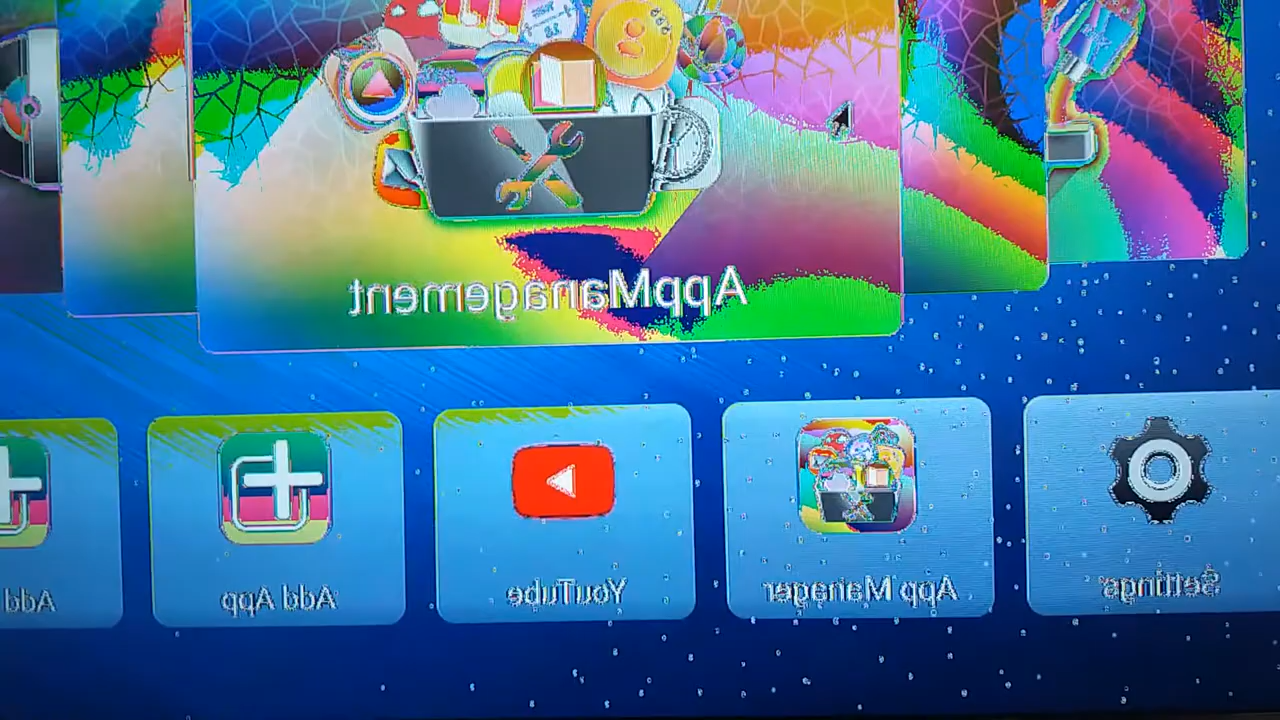 AppManagement
Settings
App Manager
YouTube
Add App
Add